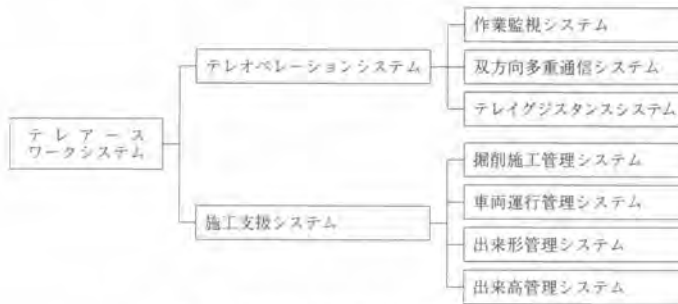 テレアース
ワークシステム
テレオペレーションシステム
作業監視システム
双方向多重通信システム
テレイグジスタンスシステム
施工支援システム
掘削施工管理システム
車両運行管理システム
出来形管理システム
出来高管理システム